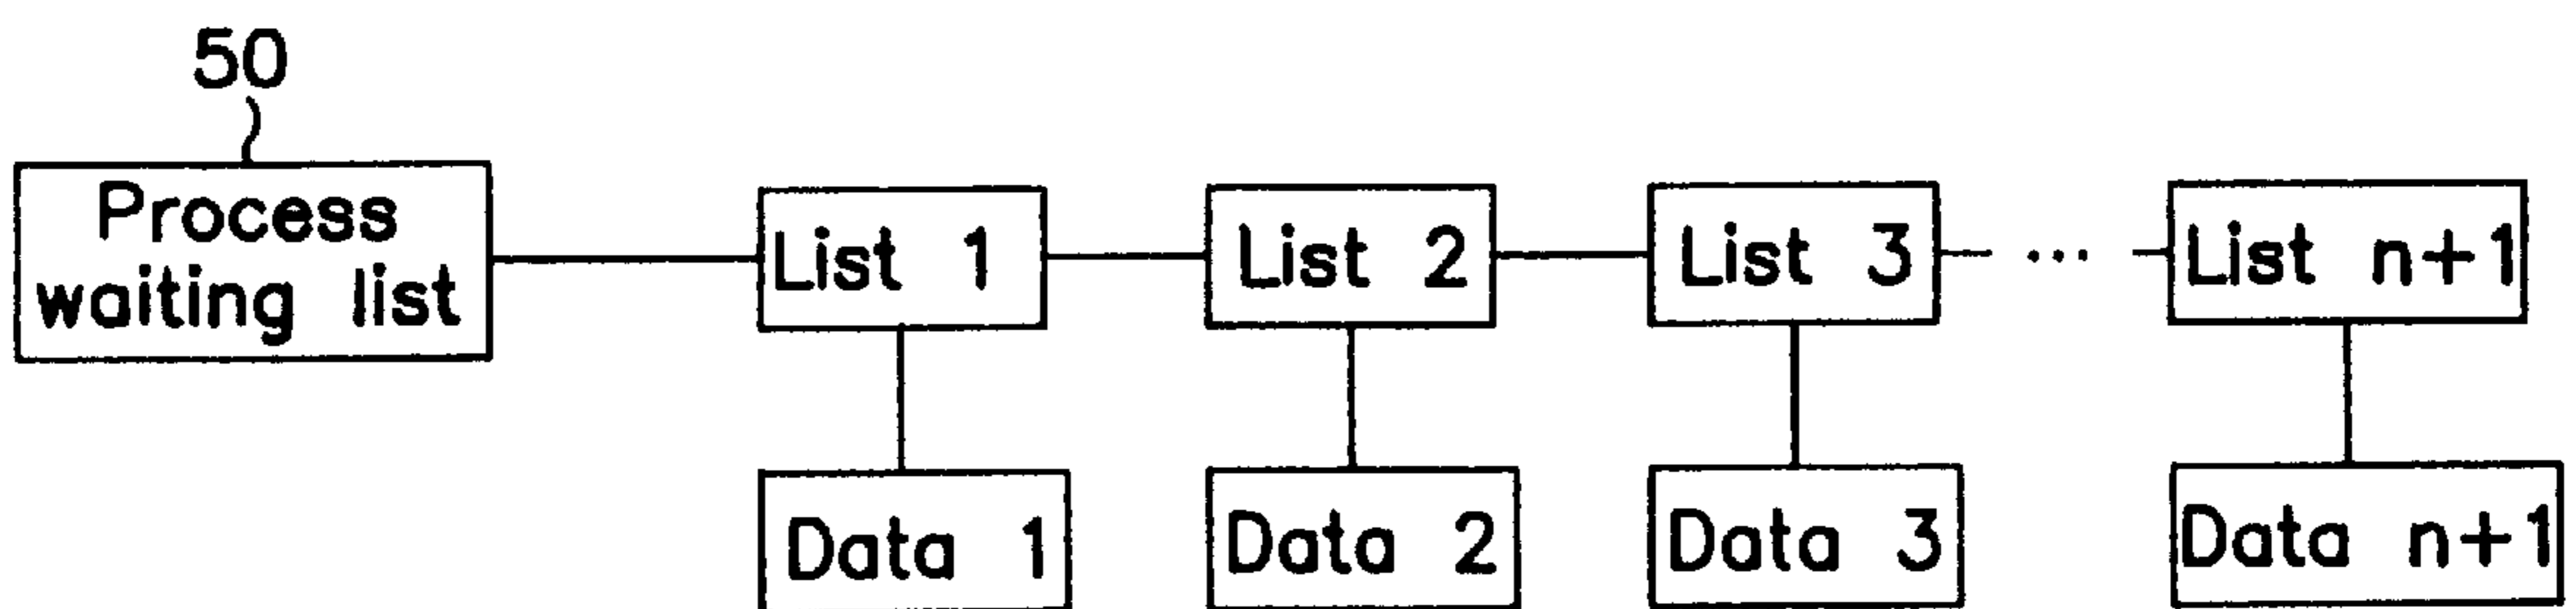 50
Process
waiting list
List 1
List 2
List 3
...
List n+1
Data 1
Data 2
Data 3
Data n+1